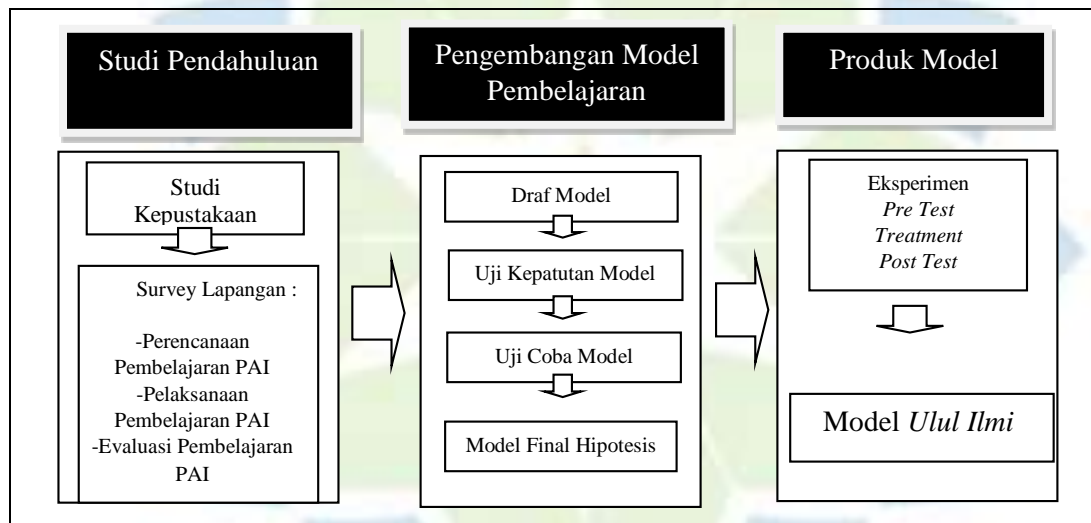 Studi Pendahuluan
Studi
Kepustakaan
Survey Lapangan :
-Perencanaan
Pembelajaran PAI
-Pelaksanaan
Pembelajaran PAI
-Evaluasi Pembelajaran
PAI
Pengembangan Model
Pembelajaran
Draf Model
Uji Kepatutan Model
Uji Coba Model
Model Final Hipotesis
Produk Model
Eksperimen
Pre Test
Treatment
Post Test
Model Ulul Ilmi